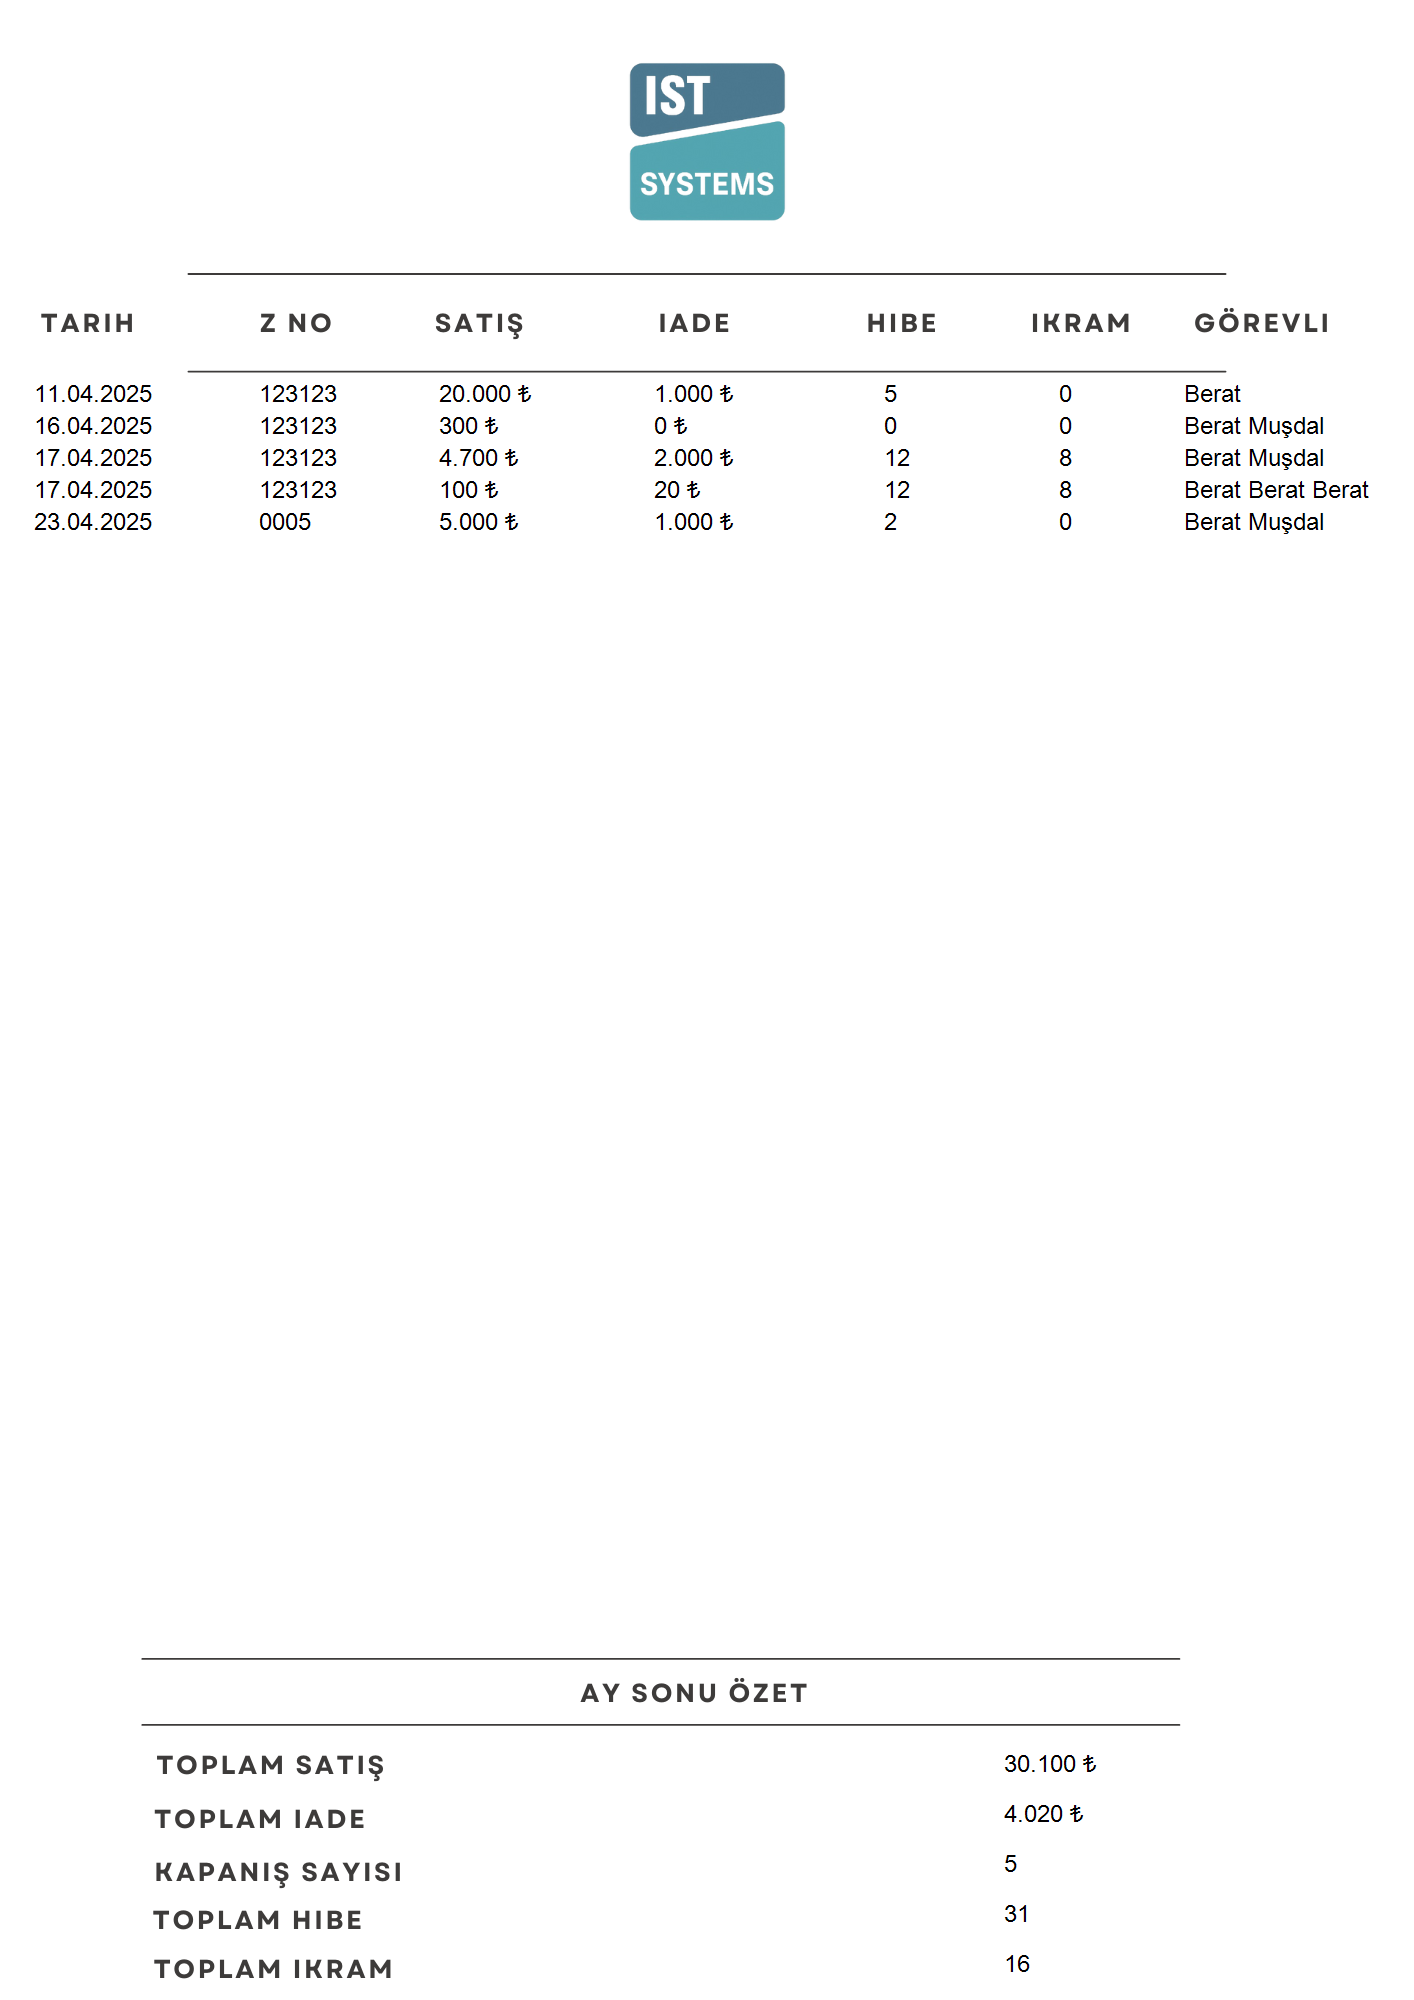 IST
SYSTEMS
TARIH Z NO SATIŞ IADE HIBE IKRAM GÖREVLI
11.04.2025 123123 20.000 ₺ 1.000 ₺ 5 0 Berat
16.04.2025 123123 300 ₺ 0 ₺ 0 0 Berat Muşdal
17.04.2025 123123 4.700 ₺ 2.000 ₺ 12 8 Berat Muşdal
17.04.2025 123123 100 ₺ 20 ₺ 12 8 Berat Berat Berat
23.04.2025 0005 5.000 ₺ 1.000 ₺ 2 0 Berat Muşdal
AY SONU ÖZET
TOPLAM SATIŞ 30.100 ₺
TOPLAM IADE 4.020 ₺
KAPANIŞ SAYISI 5
TOPLAM HIBE 31
TOPLAM IKRAM 16